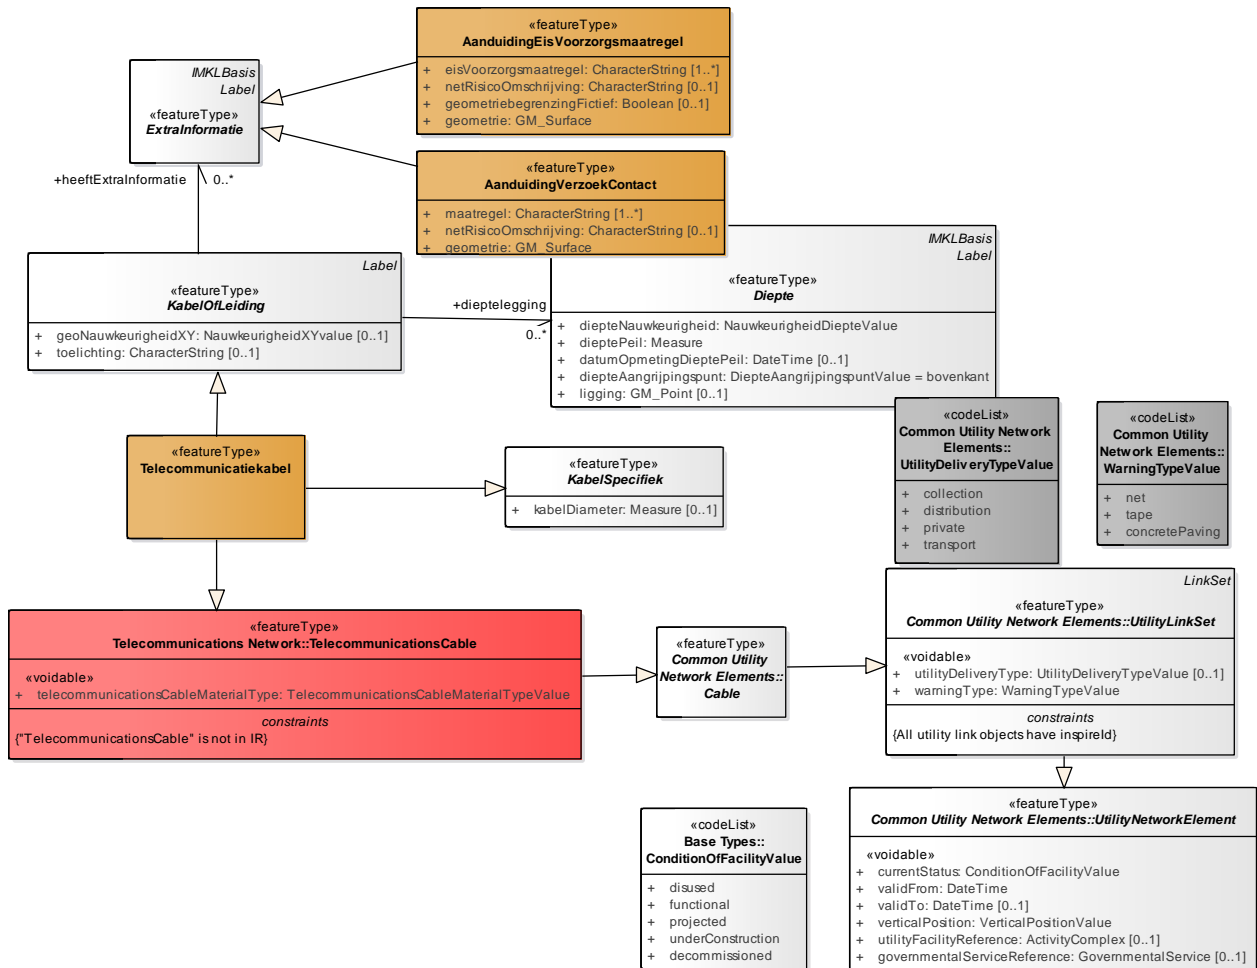 «featureType»
AanduidingEisVoorzorgsmaatregel
+ eisVoorzorgsmaatregel: CharacterString [1..*]
+ netRisicoOmschrijving: CharacterString [0..1]
+ geometriebegrenzingFictief: Boolean [0..1]
+ geometrie: GM_Surface
IMKLBasis
Label
«featureType»
ExtraInformatie
+heeftExtraInformatie
0..*
«featureType»
AanduidingVerzoekContact
+ maatregel: CharacterString [1..*]
+ netRisicoOmschrijving: CharacterString [0..1]
+ geometrie: GM_Surface
Label
«featureType»
KabelOfLeiding
+ geoNauwkeurigheidXY: NauwkeurigheidXYvalue [0..1]
+ toelichting: CharacterString [0..1]
+dieptelegging
0..*
IMKLBasis
Label
«featureType»
Diepte
+ diepteNauwkeurigheid: NauwkeurigheidDiepteValue
+ dieptePeil: Measure
+ datumOpmetingDieptePeil: DateTime [0..1]
+ diepteAangrijpingspunt: DiepteAangrijpingspuntValue = bovenkant
+ ligging: GM_Point [0..1]
«featureType»
Telecommunicatiekabel
«featureType»
KabelSpecifiek
+ kabelDiameter: Measure [0..1]
«codeList»
Common Utility Network
Elements::
UtilityDeliveryTypeValue
+ collection
+ distribution
+ private
+ transport
«codeList»
Common Utility
Network Elements::
WarningTypeValue
+ net
+ tape
+ concretePaving
«featureType»
Telecommunications Network::TelecommunicationsCable
«voidable»
+ telecommunicationsCableMaterialType: TelecommunicationsCableMaterialTypeValue
constraints
{"TelecommunicationsCable" is not in IR}
«featureType»
Common Utility
Network Elements::
Cable
LinkSet
«featureType»
Common Utility Network Elements::UtilityLinkSet
«voidable»
+ utilityDeliveryType: UtilityDeliveryTypeValue [0..1]
+ warningType: WarningTypeValue
constraints
{All utility link objects have inspireId}
«codeList»
Base Types::
ConditionOfFacilityValue
+ disused
+ functional
+ projected
+ underConstruction
+ decommissioned
«featureType»
Common Utility Network Elements::UtilityNetworkElement
«voidable»
+ currentStatus: ConditionOfFacilityValue
+ validFrom: DateTime
+ validTo: DateTime [0..1]
+ verticalPosition: VerticalPositionValue
+ utilityFacilityReference: ActivityComplex [0..1]
+ governmentalServiceReference: GovernmentalService [0..1]